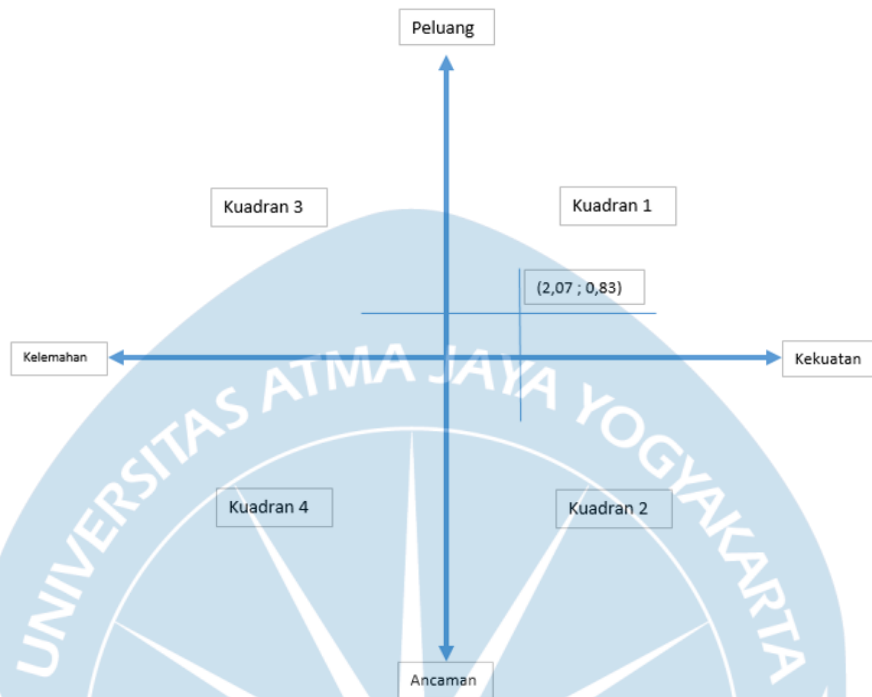 Peluang
Kuadran 3
Kuadran 1
(2,07 ; 0,83)
Kelemahan
Kekuatan
UNIVERSITAS ATMA JAYA YOGYAKARTA
Kuadran 4
Kuadran 2
Ancaman